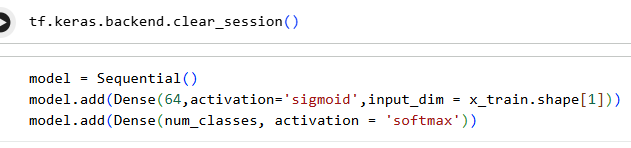 tf.keras.backend.clear_session()
model = Sequential()
model.add(Dense(64,activation='sigmoid',input_dim = x_train.shape[1]))
model.add(Dense(num_classes, activation = 'softmax'))